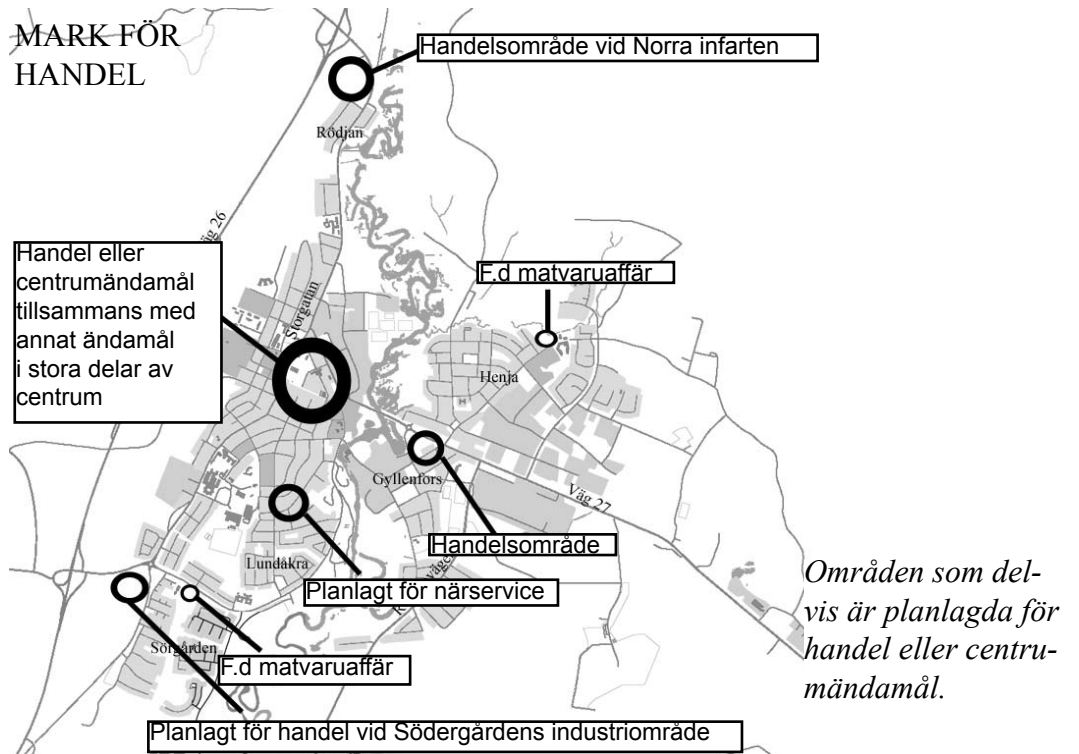 MARK FÖR
HANDEL
Handelsområde vid Norra infarten
Rödjan
Väg 26
Handel eller
centrumändamål
tillsammans med
annat ändamål
i stora delar av
centrum
Storgatan
F.d matvaruaffär
Henja
Gyllenfors
Väg 27
Handelsområde
Lundåkra
Planlagt för närservice
Sörgården
F.d matvaruaffär
Planlagt för handel vid Södergårdens industriområde
Områden som del-
vis är planlagda för
handel eller centru-
mändamål.